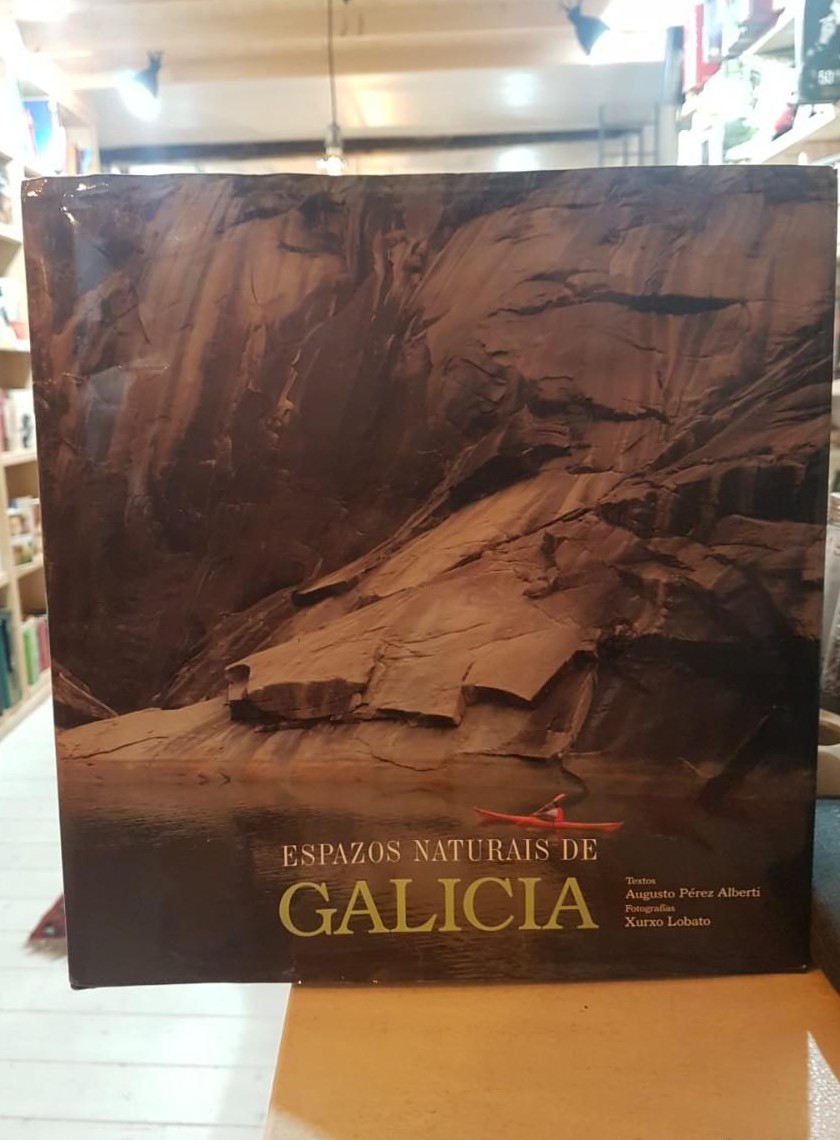 ESPAZOS NATURAIS DE
GALICIA
Textos
Augusto Pérez Alberti
Fotografías
Xurxo Lobato